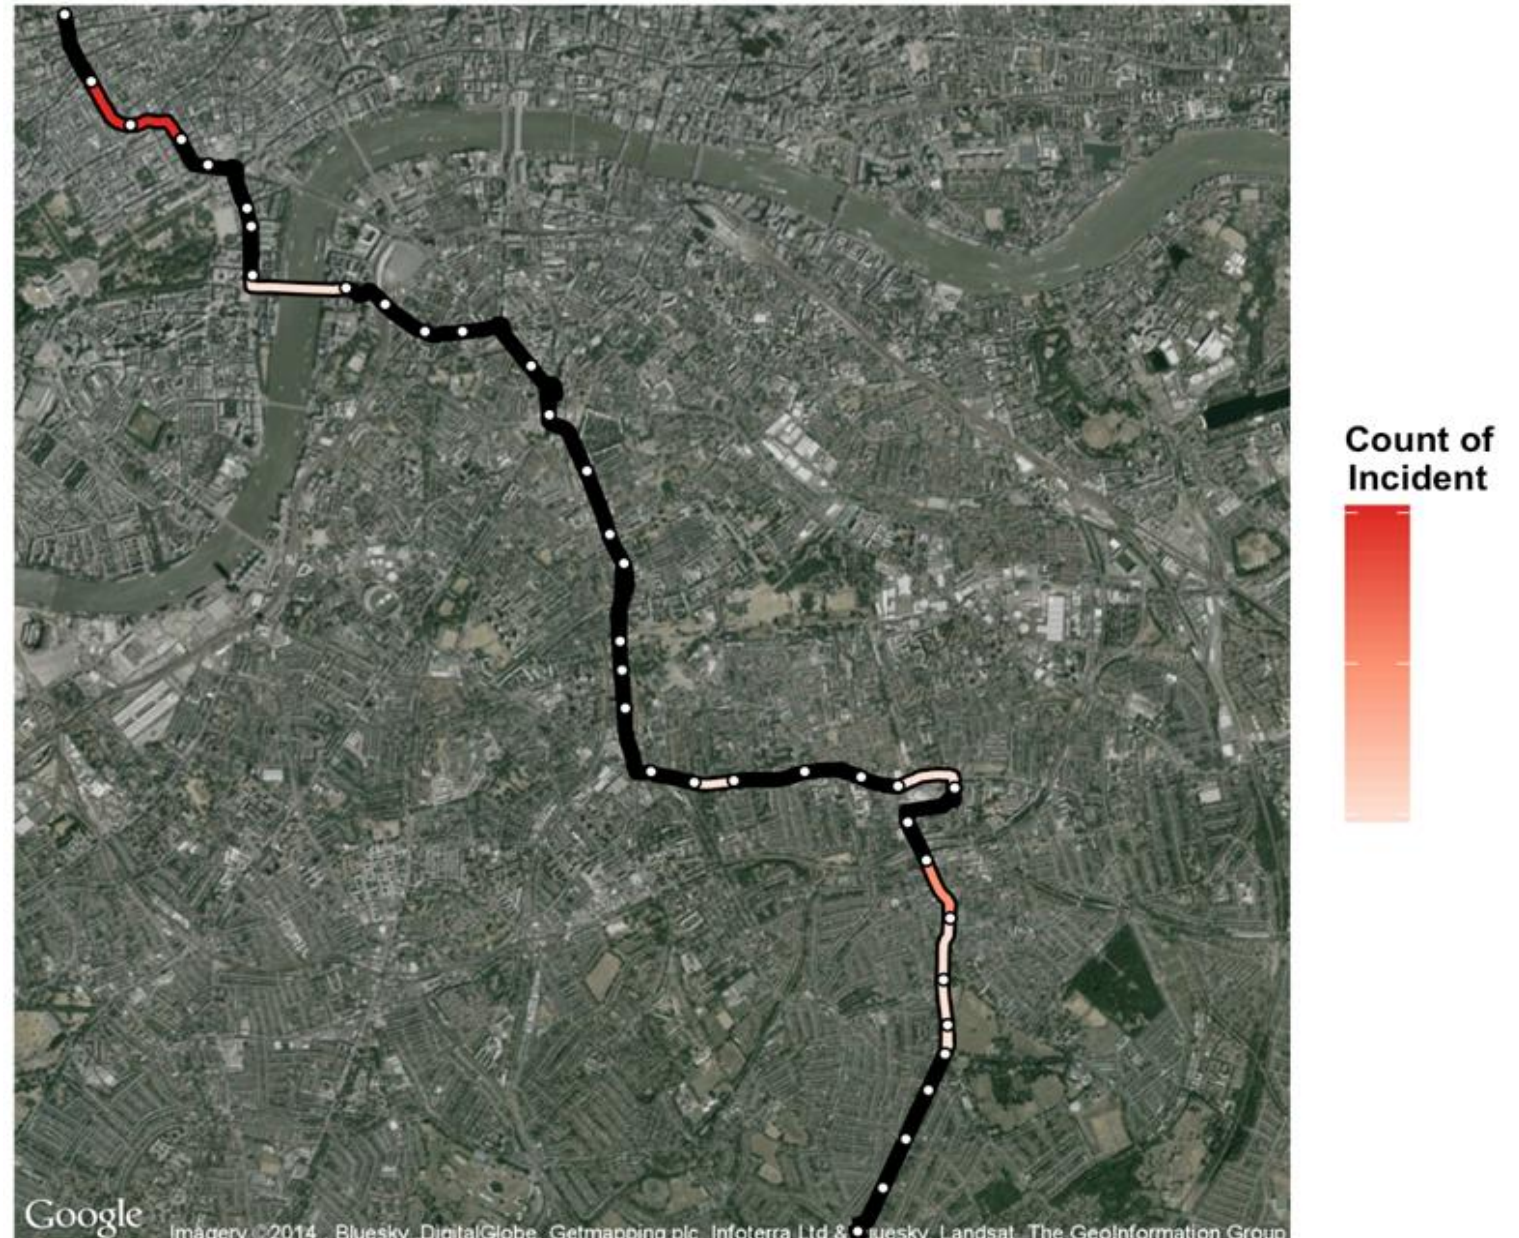 Count of
Incident
Google
Imagery ©2014 , Bluesky, DigitalGlobe, Getmapping plc, Infoterra Ltd & Landsat, The GeoInformation Group